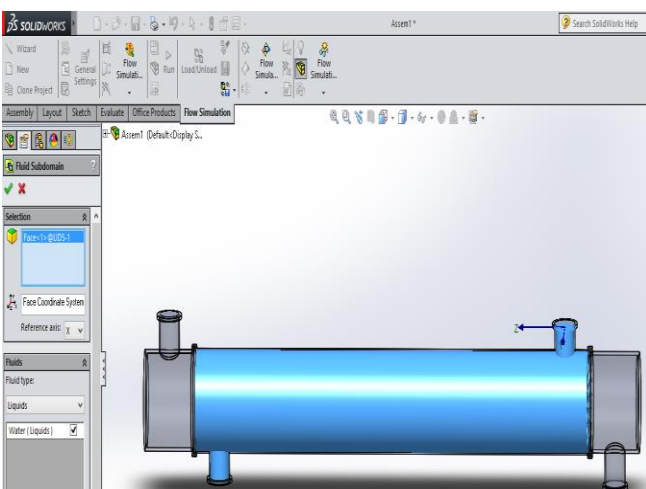 SOLIDWORKS
Assem1 *
Search SolidWorks Help
Wizard
New
Clone Project
General Settings
Flow Simulati...
Run
Load/Unload
Flow Simula...
Flow Simulati...
Assembly Layout Sketch Evaluate Office Products Flow Simulation
Assem1 (Default<Display S...
Fluid Subdomain ?
Selection
Face<1>@LIDS-1
Face Coordinate System
Reference axis: X
Fluids
Fluid type:
Liquids
Water ( Liquids )
Z